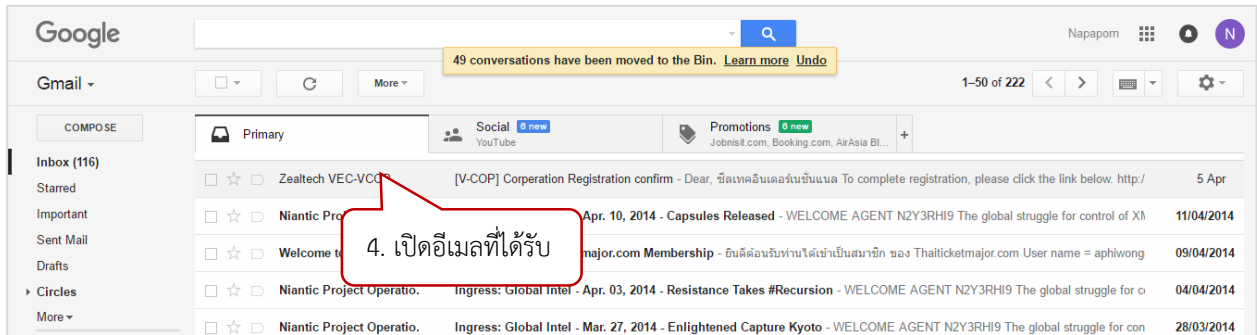 Google
Napaporn
N
49 conversations have been moved to the Bin. Learn more Undo
Gmail
More
1–50 of 222
COMPOSE
Primary
Social 6 new
YouTube
Promotions 6 new
Jobnisit.com, Booking.com, AirAsia BI...
+
Inbox (116)
Starred
Important
Sent Mail
Drafts
Circles
More
Zealtech VEC-VCOP [V-COP] Corperation Registration confirm - Dear, ซีลเทคอินเตอร์เนชั่นแนล To complete registration, please click the link below. http:/ 5 Apr
Niantic Apr. 10, 2014 - Capsules Released - WELCOME AGENT N2Y3RHI9 The global struggle for control of 11/04/2014
Welcome major.com Membership - ยินดีต้อนรับท่านได้เข้าเป็นสมาชิก ของ Thaiticketmajor.com User name = aphiwong 09/04/2014
Niantic Project Operatio. Ingress: Global Intel - Apr. 03, 2014 - Resistance Takes #Recursion - WELCOME AGENT N2Y3RHI9 The global struggle for 04/04/2014
Niantic Project Operatio. Ingress: Global Intel - Mar. 27, 2014 - Enlightened Capture Kyoto - WELCOME AGENT N2Y3RHI9 The global struggle for con 28/03/2014
4. เปิดอีเมลที่ได้รับ